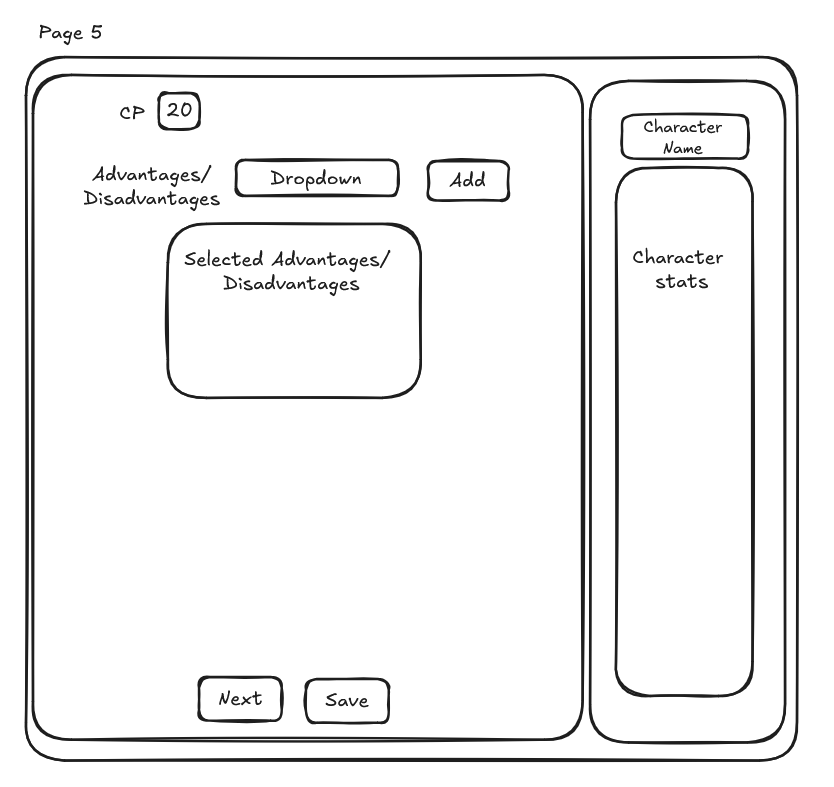 Page 5
CP 20
Advantages/
Disadvantages
Dropdown
Add
Selected Advantages/
Disadvantages
Next
Save
Character
Name
Character
stats